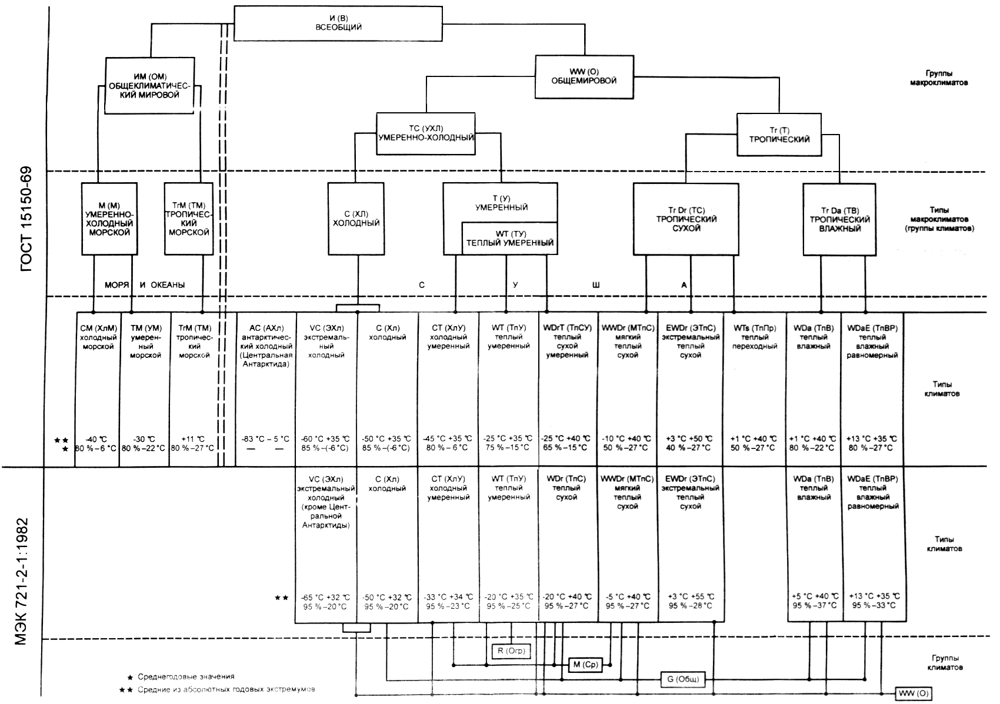 И (В)
ВСЕОБЩИЙ
ИМ (ОМ)
ОБЩЕКЛИМАТИЧЕС-
КИЙ МИРОВОЙ
WW (О)
ОБЩЕМИРОВОЙ
Группы
макроклиматов
ТС (УХЛ)
УМЕРЕННО-ХОЛОДНЫЙ
Tr (Т)
ТРОПИЧЕСКИЙ
ГОСТ 15150-69
М (М)
УМЕРЕННО-
ХОЛОДНЫЙ
МОРСКОЙ
TrM (ТМ)
ТРОПИЧЕС-
КИЙ
МОРСКОЙ
С (ХЛ)
ХОЛОДНЫЙ
Т (У)
УМЕРЕННЫЙ
WT (ТУ)
ТЕПЛЫЙ УМЕРЕННЫЙ
Tr Dr (ТС)
ТРОПИЧЕСКИЙ
СУХОЙ
Tr Da (ТВ)
ТРОПИЧЕСКИЙ
ВЛАЖНЫЙ
Типы
макроклиматов
(группы климатов)
МОРЯ И ОКЕАНЫ
С У Ш А
СМ (ХлМ)
холодный
морской
ТМ (УМ)
умерен-
ный
морской
TrM (ТМ)
тропичес-
кий
морской
АС (АХл)
антарктичес-
кий холодный
(Центральная
Антарктида)
VC (ЭХл)
экстремаль-
ный
холодный
С (Хл)
холодный
СТ (ХлУ)
холодный
умеренный
WT (ТпУ)
теплый
умеренный
WDrT (ТпСУ)
теплый
сухой
умеренный
WWDr (МТпС)
мягкий
теплый
сухой
EWDr (ЭТпС)
экстремальный
теплый
сухой
WTs (ТпПр)
теплый
переходный
WDa (ТпВ)
теплый
влажный
WDaE (ТпВР)
теплый
влажный
равномерный
Типы
климатов
★★ -40 °С -30 °С +11 °С -83 °С – 5 °С -60 °С +35 °С -50 °С +35 °С -45 °С +35 °С -25 °С +35 °С -25 °С +40 °С -10 °С +40 °С +3 °С +50 °С +1 °С +40 °С +1 °С +40 °С +13 °С +35 °С
★ 80 % –6 °С 80 % –22 °С 80 % –27 °С — — 85 % –(-6 °С) 85 % –(-6 °С) 80 % – 6 °С 75 % –15 °С 65 % –15 °С 50 % –27 °С 40 % –27 °С 50 % –27 °С 80 % –22 °С 80 % –27 °С
МЭК 721-2-1:1982
VC (ЭХл)
экстремальный
холодный
(кроме Цент-
ральной
Антарктиды)
С (Хл)
холодный
СТ (ХлУ)
холодный
умеренный
WT (ТпУ)
теплый
умеренный
WDr (ТпС)
теплый
сухой
WWDr (МТпС)
мягкий
теплый
сухой
EWDr (ЭТпС)
экстремальный
теплый
сухой
WDa (ТпВ)
теплый
влажный
WDaE (ТпВР)
теплый
влажный
равномерный
Типы
климатов
★★ -65 °С +32 °С -50 °С +32 °С -33 °С +34 °С -20 °С +35 °С -20 °С +40 °С -5 °С +40 °С +3 °С +55 °С +5 °С +40 °С +13 °С +35 °С
95 % –20 °С 95 % –20 °С 95 % –23 °С 95 % –25 °С 95 % –27 °С 95 % –27 °С 95 % –28 °С 95 % –37 °С 95 % –33 °С
R (Огр)
М (Ср)
G (Общ)
WW (О)
Группы
климатов
★ Среднегодовые значения
★★ Средние из абсолютных годовых экстремумов